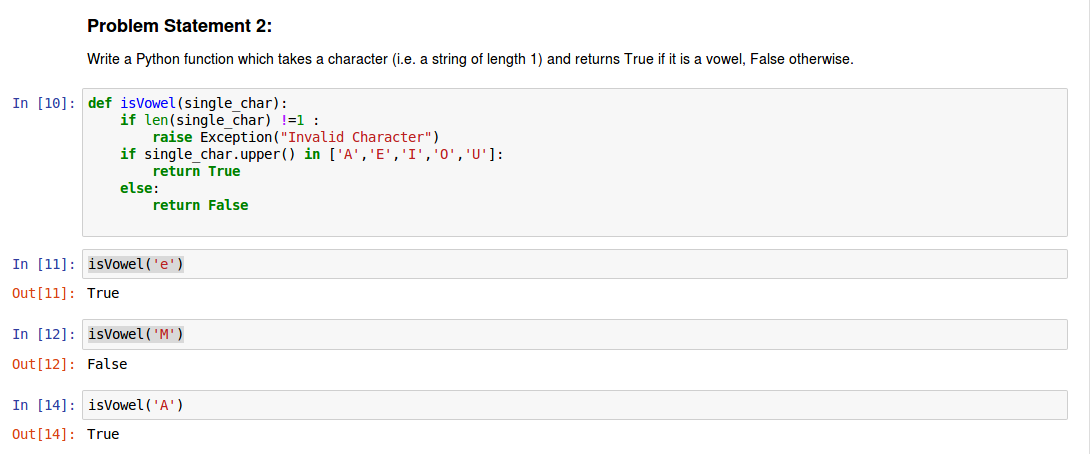 Problem Statement 2:
Write a Python function which takes a character (i.e. a string of length 1) and returns True if it is a vowel, False otherwise.
In [10]: def isVowel(single_char):
    if len(single_char) !=1 :
        raise Exception("Invalid Character")
    if single_char.upper() in ['A','E','I','O','U']:
        return True
    else:
        return False
In [11]: isVowel('e')
Out[11]: True
In [12]: isVowel('M')
Out[12]: False
In [14]: isVowel('A')
Out[14]: True